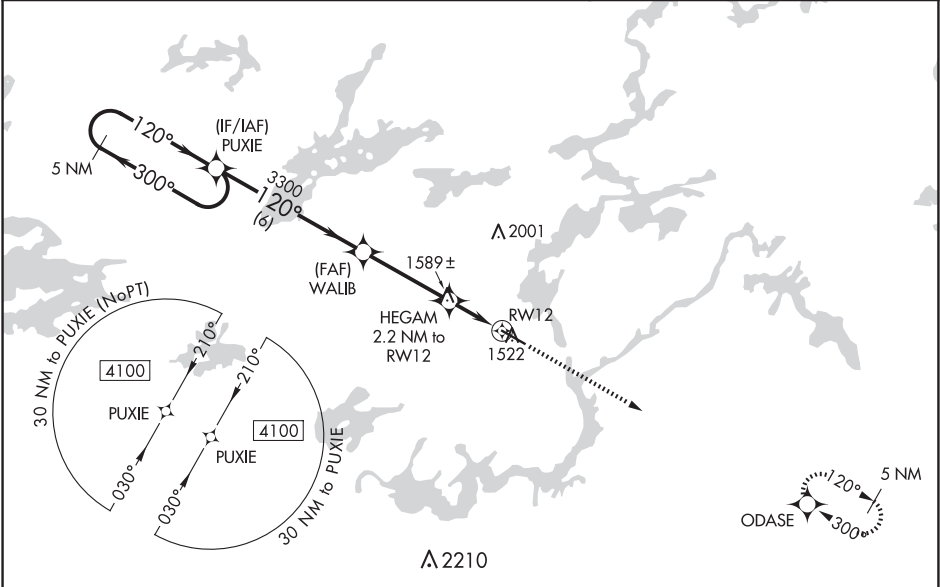 120°
(IF/IAF)
PUXIE
5 NM
300°
3300
120°
(6)
2001
(FAF)
WALIB
1589 ±
HEGAM
2.2 NM to
RW12
RW12
1522
30 NM to PUXIE (NoPT)
210°
4100
PUXIE
030°
210°
4100
PUXIE
030°
30 NM to PUXIE
120°
5 NM
ODASE
300°
2210